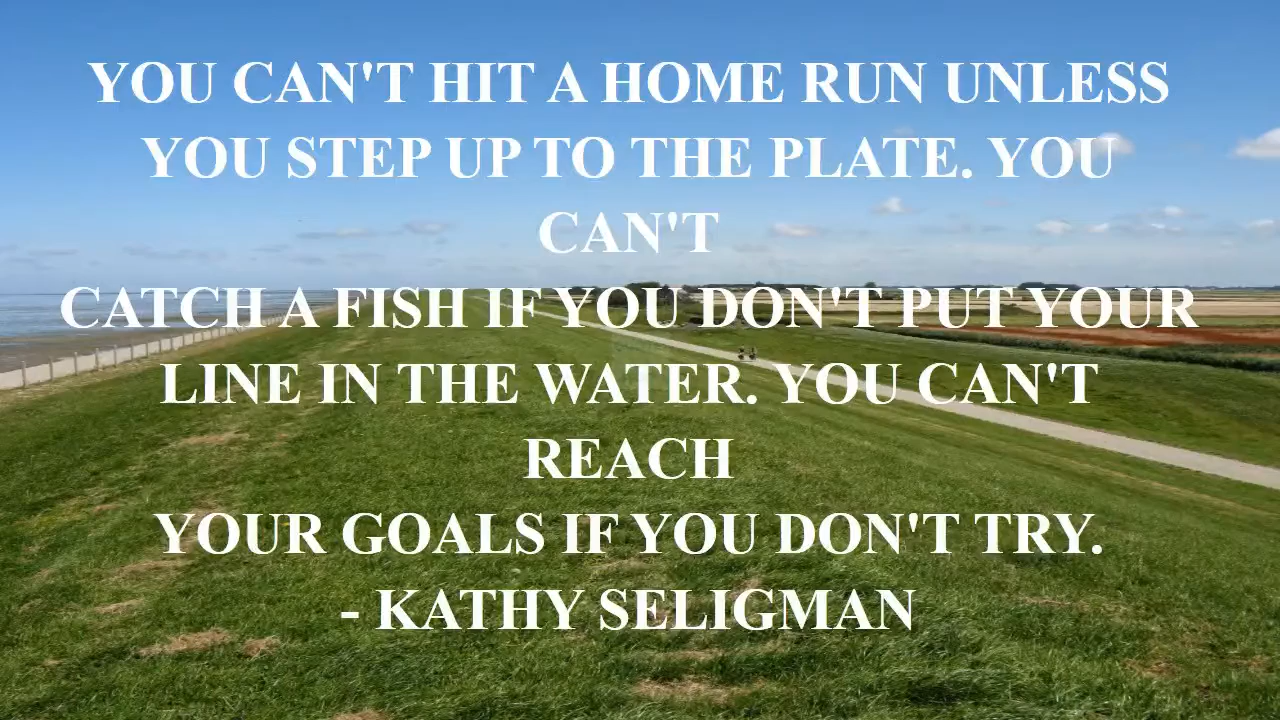 YOU CAN'T HIT A HOME RUN UNLESS
YOU STEP UP TO THE PLATE. YOU
CAN'T
CATCH A FISH IF YOU DON'T PUT YOUR
LINE IN THE WATER. YOU CAN'T
REACH
YOUR GOALS IF YOU DON'T TRY.
- KATHY SELIGMAN